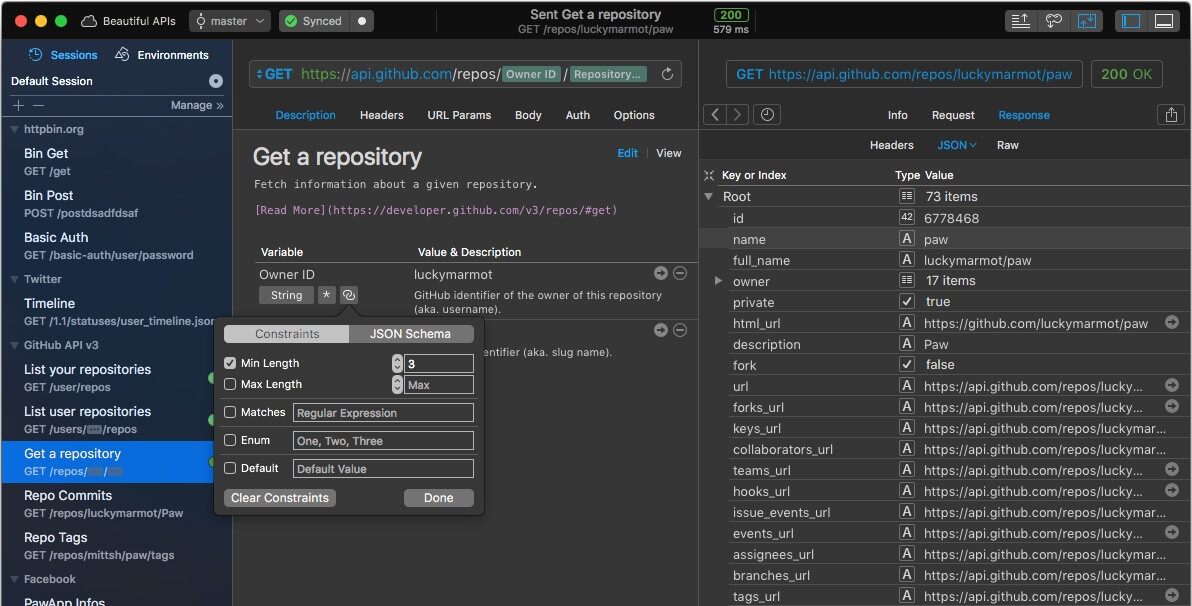 Beautiful APIs
master
Synced
Sent Get a repository
GET /repos/luckymarmot/paw
200
579 ms
Sessions
Environments
Default Session
Manage »
httpbin.org
Bin Get
GET /get
Bin Post
POST /postdsadfdsaf
Basic Auth
GET /basic-auth/user/password
Twitter
Timeline
GET /1.1/statuses/user_timeline.json
GitHub API v3
List your repositories
GET /user/repos
List user repositories
GET /users/ /repos
Get a repository
GET /repos/ /
Repo Commits
GET /repos/luckymarmot/Paw
Repo Tags
GET /repos/mittsh/paw/tags
Facebook
PawApp Infos
GET https://api.github.com/repos/ Owner ID / Repository...
Description Headers URL Params Body Auth Options
Get a repository
Edit View
Fetch information about a given repository.
[Read More](https://developer.github.com/v3/repos/#get)
Variable Value & Description
Owner ID luckymarmot
String *
GitHub identifier of the owner of this repository
(aka. username).
entifier (aka. slug name).
Constraints JSON Schema
Min Length 3
Max Length Max
Matches Regular Expression
Enum One, Two, Three
Default Default Value
Clear Constraints Done
GET https://api.github.com/repos/luckymarmot/paw
200 OK
Info Request Response
Headers JSON Raw
Key or Index Type Value
Root 73 items
id 42 6778468
name A paw
full_name A luckymarmot/paw
owner 17 items
private true
html_url A https://github.com/luckymarmot/paw
description A Paw
fork false
url A https://api.github.com/repos/lucky...
forks_url A https://api.github.com/repos/lucky...
keys_url A https://api.github.com/repos/luckymar...
collaborators_url A https://api.github.com/repos/luckymar...
teams_url A https://api.github.com/repos/lucky...
hooks_url A https://api.github.com/repos/lucky...
issue_events_url A https://api.github.com/repos/luckymar...
events_url A https://api.github.com/repos/lucky...
assignees_url A https://api.github.com/repos/luckymar...
branches_url A https://api.github.com/repos/luckymar...
tags_url A https://api.github.com/repos/lucky...